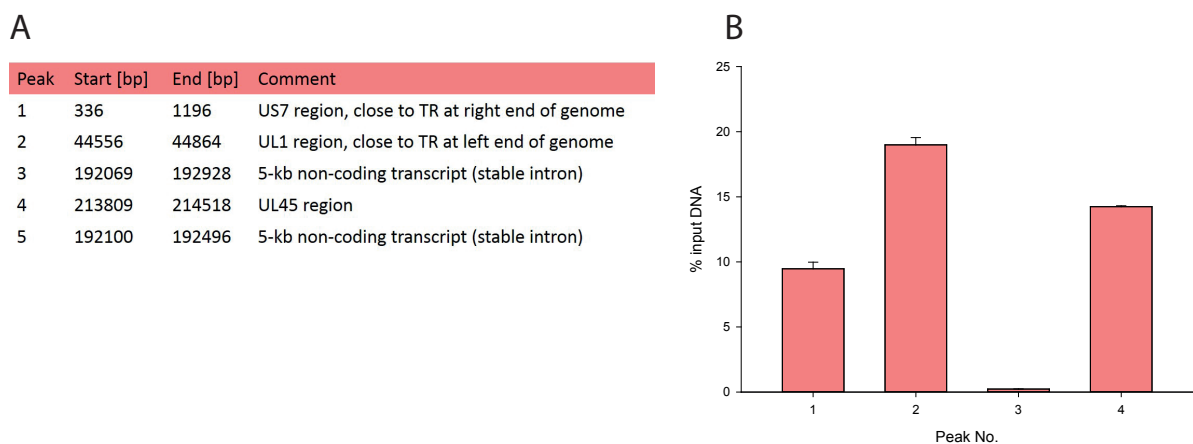 A
Peak Start [bp] End [bp] Comment
1 336 1196 US7 region, close to TR at right end of genome
2 44556 44864 UL1 region, close to TR at left end of genome
3 192069 192928 5-kb non-coding transcript (stable intron)
4 213809 214518 UL45 region
5 192100 192496 5-kb non-coding transcript (stable intron)
B
25
20
15
10
5
0
% input DNA
1 2 3 4
Peak No.